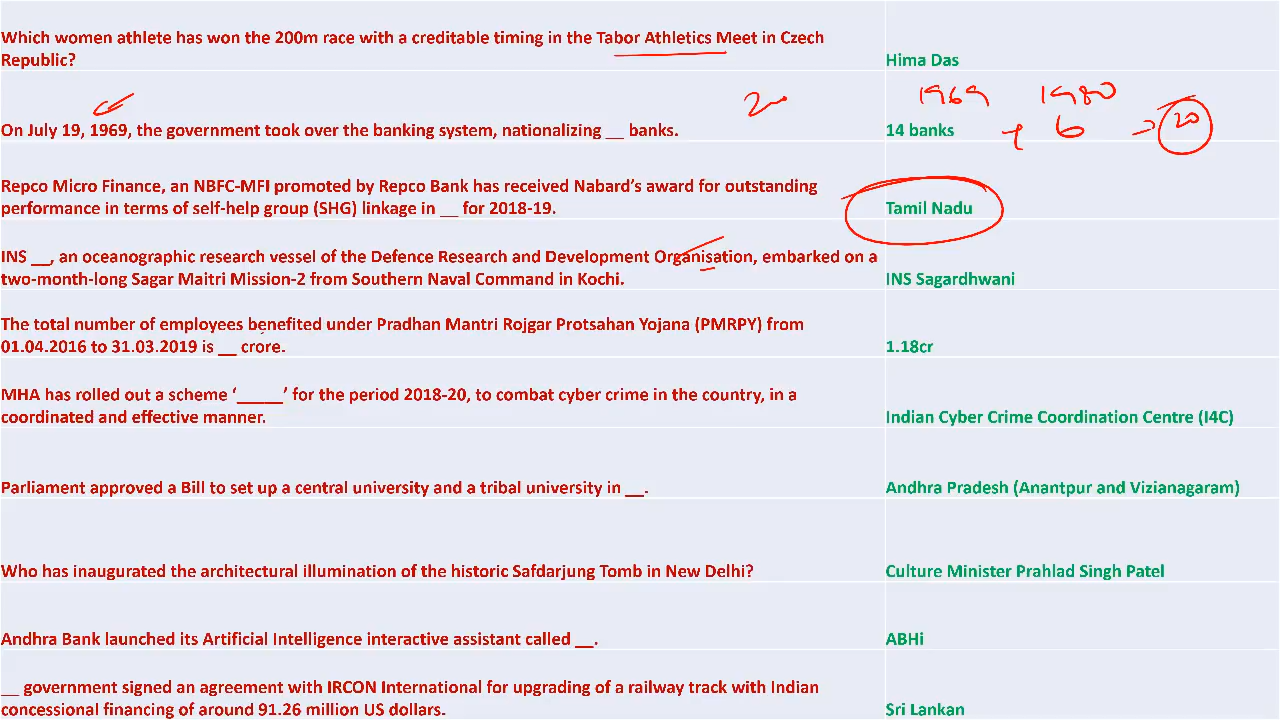 Which women athlete has won the 200m race with a creditable timing in the Tabor Athletics Meet in Czech
Republic?
Hima Das
1969 1980
On July 19, 1969, the government took over the banking system, nationalizing __ banks.
14 banks
+ 6 → 20
Repco Micro Finance, an NBFC-MFI promoted by Repco Bank has received Nabard's award for outstanding
performance in terms of self-help group (SHG) linkage in __ for 2018-19.
Tamil Nadu
INS __, an oceanographic research vessel of the Defence Research and Development Organisation, embarked on a
two-month-long Sagar Maitri Mission-2 from Southern Naval Command in Kochi.
INS Sagardhwani
The total number of employees benefited under Pradhan Mantri Rojgar Protsahan Yojana (PMRPY) from
01.04.2016 to 31.03.2019 is __ crore.
1.18cr
MHA has rolled out a scheme ‘_____’ for the period 2018-20, to combat cyber crime in the country, in a
coordinated and effective manner.
Indian Cyber Crime Coordination Centre (I4C)
Parliament approved a Bill to set up a central university and a tribal university in __.
Andhra Pradesh (Anantpur and Vizianagaram)
Who has inaugurated the architectural illumination of the historic Safdarjung Tomb in New Delhi?
Culture Minister Prahlad Singh Patel
Andhra Bank launched its Artificial Intelligence interactive assistant called __.
ABHi
__ government signed an agreement with IRCON International for upgrading of a railway track with Indian
concessional financing of around 91.26 million US dollars.
Sri Lankan